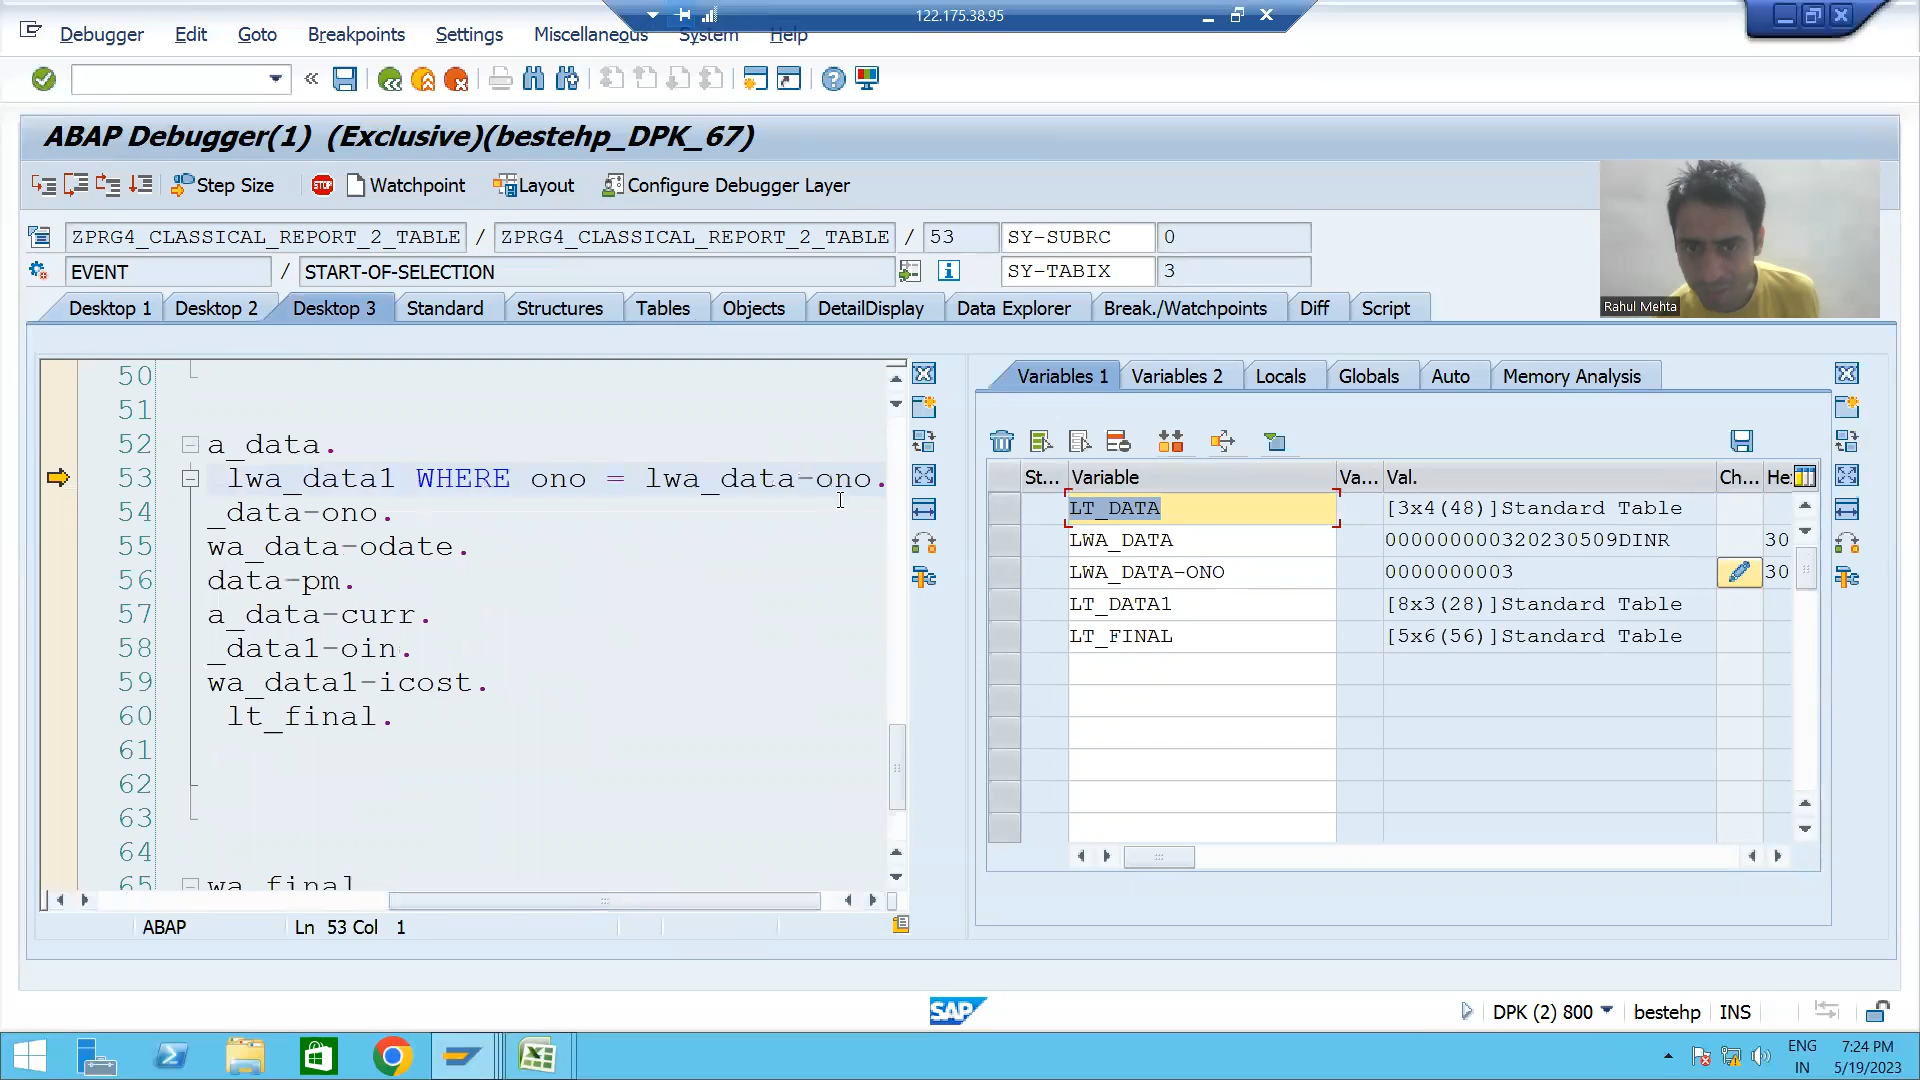 122.175.38.95
Debugger Edit Goto Breakpoints Settings Miscellaneous System Help
ABAP Debugger(1) (Exclusive)(bestehp_DPK_67)
Step Size STOP Watchpoint Layout Configure Debugger Layer
ZPRG4_CLASSICAL_REPORT_2_TABLE / ZPRG4_CLASSICAL_REPORT_2_TABLE / 53 SY-SUBRC 0
EVENT / START-OF-SELECTION SY-TABIX 3
Rahul Mehta
Desktop 1 Desktop 2 Desktop 3 Standard Structures Tables Objects DetailDisplay Data Explorer Break./Watchpoints Diff Script
50
51
52 a_data.
53 lwa_data1 WHERE ono = lwa_data-ono.
54 _data-ono.
55 wa_data-odate.
56 data-pm.
57 a_data-curr.
58 _data1-oin.
59 wa_data1-icost.
60 lt_final.
61
62
63
64
65 wa_final
ABAP Ln 53 Col 1
Variables 1 Variables 2 Locals Globals Auto Memory Analysis
St... Variable Va... Val. Ch... He
LT_DATA [3x4(48)]Standard Table
LWA_DATA 000000000320230509DINR 30
LWA_DATA-ONO 0000000003 30
LT_DATA1 [8x3(28)]Standard Table
LT_FINAL [5x6(56)]Standard Table
SAP
DPK (2) 800 bestehp INS
ENG 7:24 PM
IN 5/19/2023